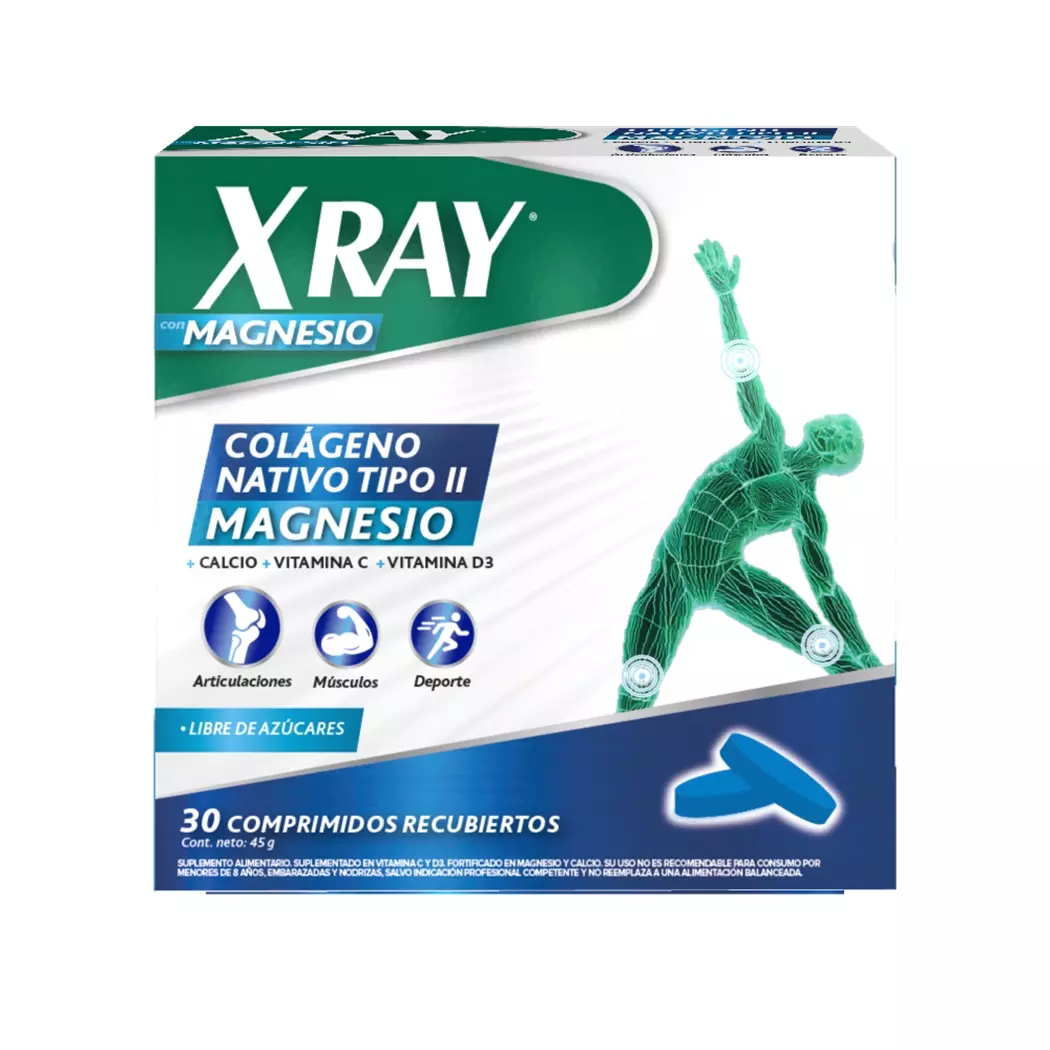 XRAY
XRAY®
con MAGNESIO
COLÁGENO
NATIVO TIPO II
MAGNESIO
+ CALCIO + VITAMINA C + VITAMINA D3
Articulaciones Músculos Deporte
• LIBRE DE AZÚCARES
30 COMPRIMIDOS RECUBIERTOS
Cont. neto: 45 g
SUPLEMENTO ALIMENTARIO. SUPLEMENTADO EN VITAMINA C Y D3. FORTIFICADO EN MAGNESIO Y CALCIO. SU USO NO ES RECOMENDABLE PARA CONSUMO POR
MENORES DE 8 AÑOS, EMBARAZADAS Y NODRIZAS, SALVO INDICACIÓN PROFESIONAL COMPETENTE Y NO REEMPLAZA A UNA ALIMENTACIÓN BALANCEADA.